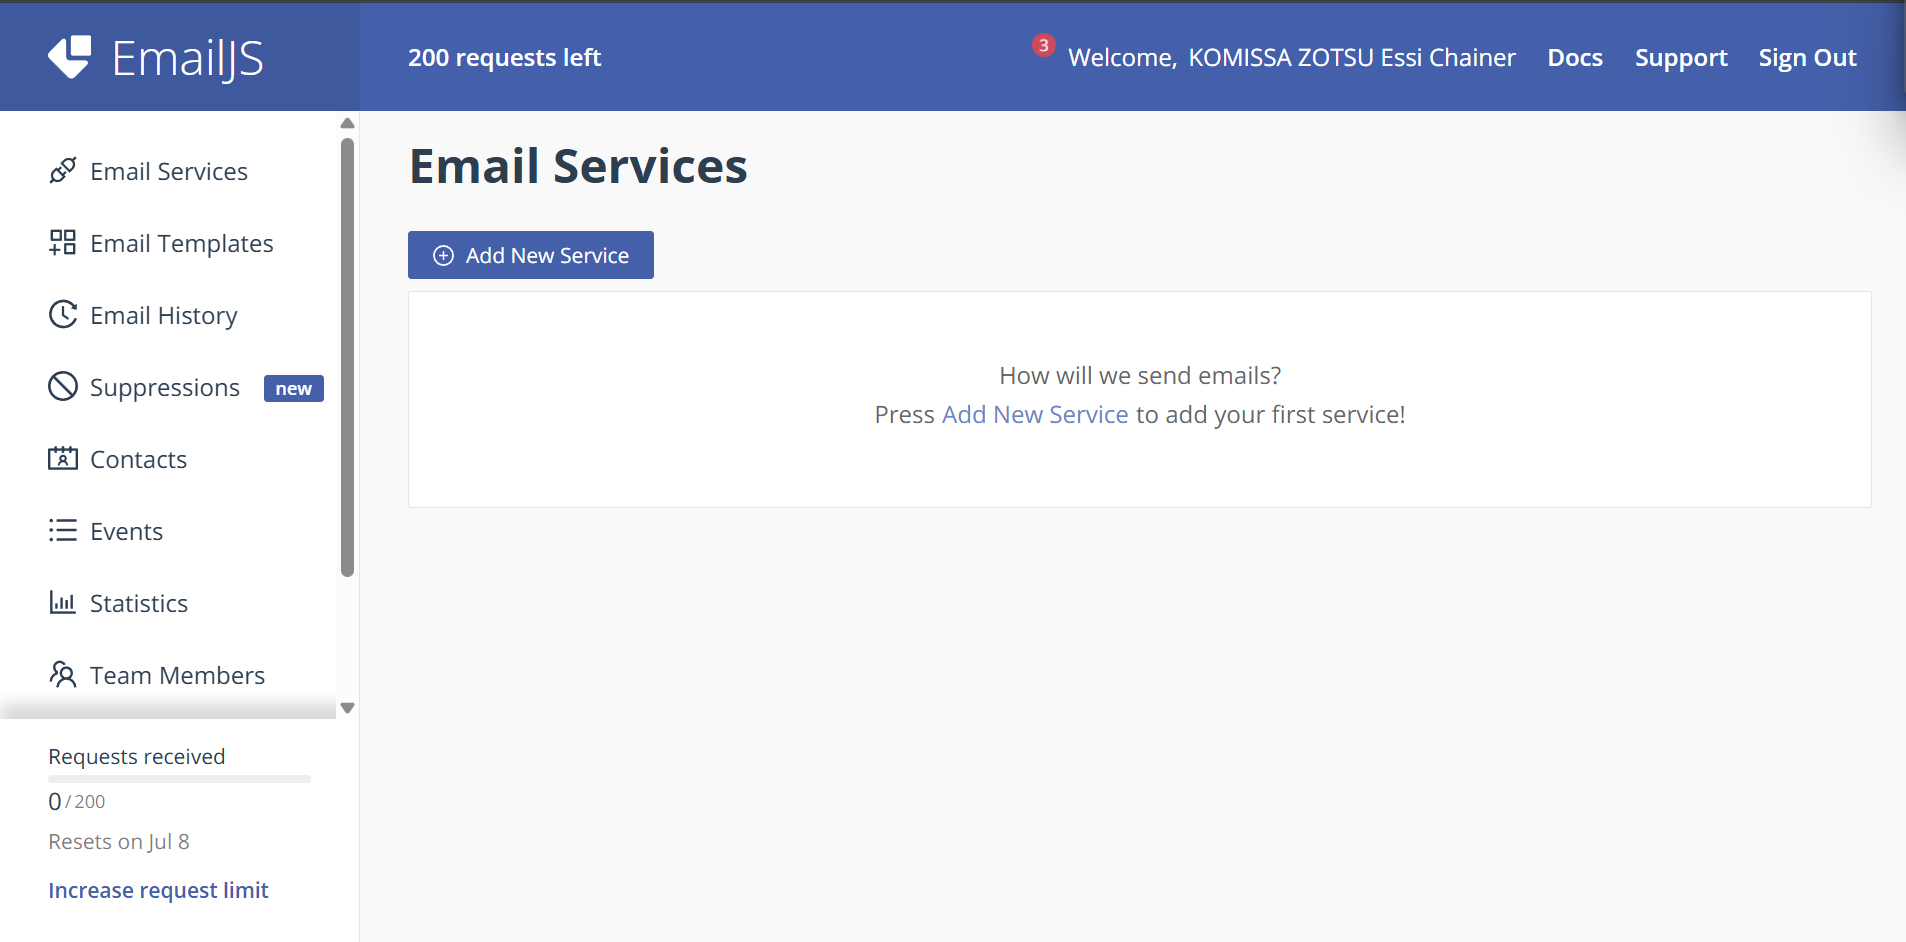 EmailJS
200 requests left
3
Welcome, KOMISSA ZOTSU Essi Chainer
Docs
Support
Sign Out
Email Services
Email Templates
Email History
Suppressions new
Contacts
Events
Statistics
Team Members
Requests received
0 / 200
Resets on Jul 8
Increase request limit
Email Services
Add New Service
How will we send emails?
Press Add New Service to add your first service!